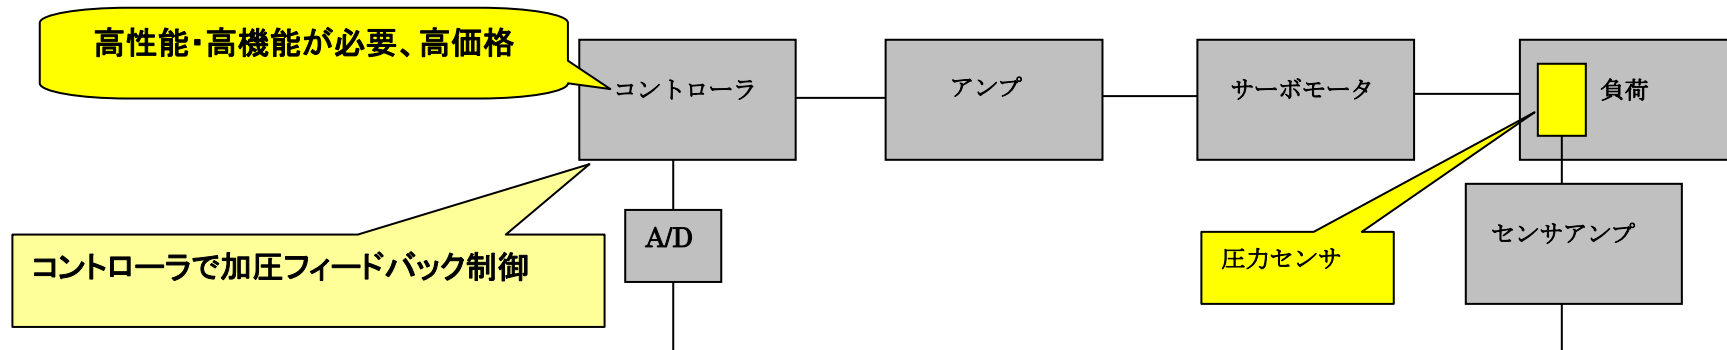 高性能・高機能が必要、高価格
コントローラ
アンプ
サーボモータ
負荷
A/D
コントローラで加圧フィードバック制御
圧力センサ
センサアンプ